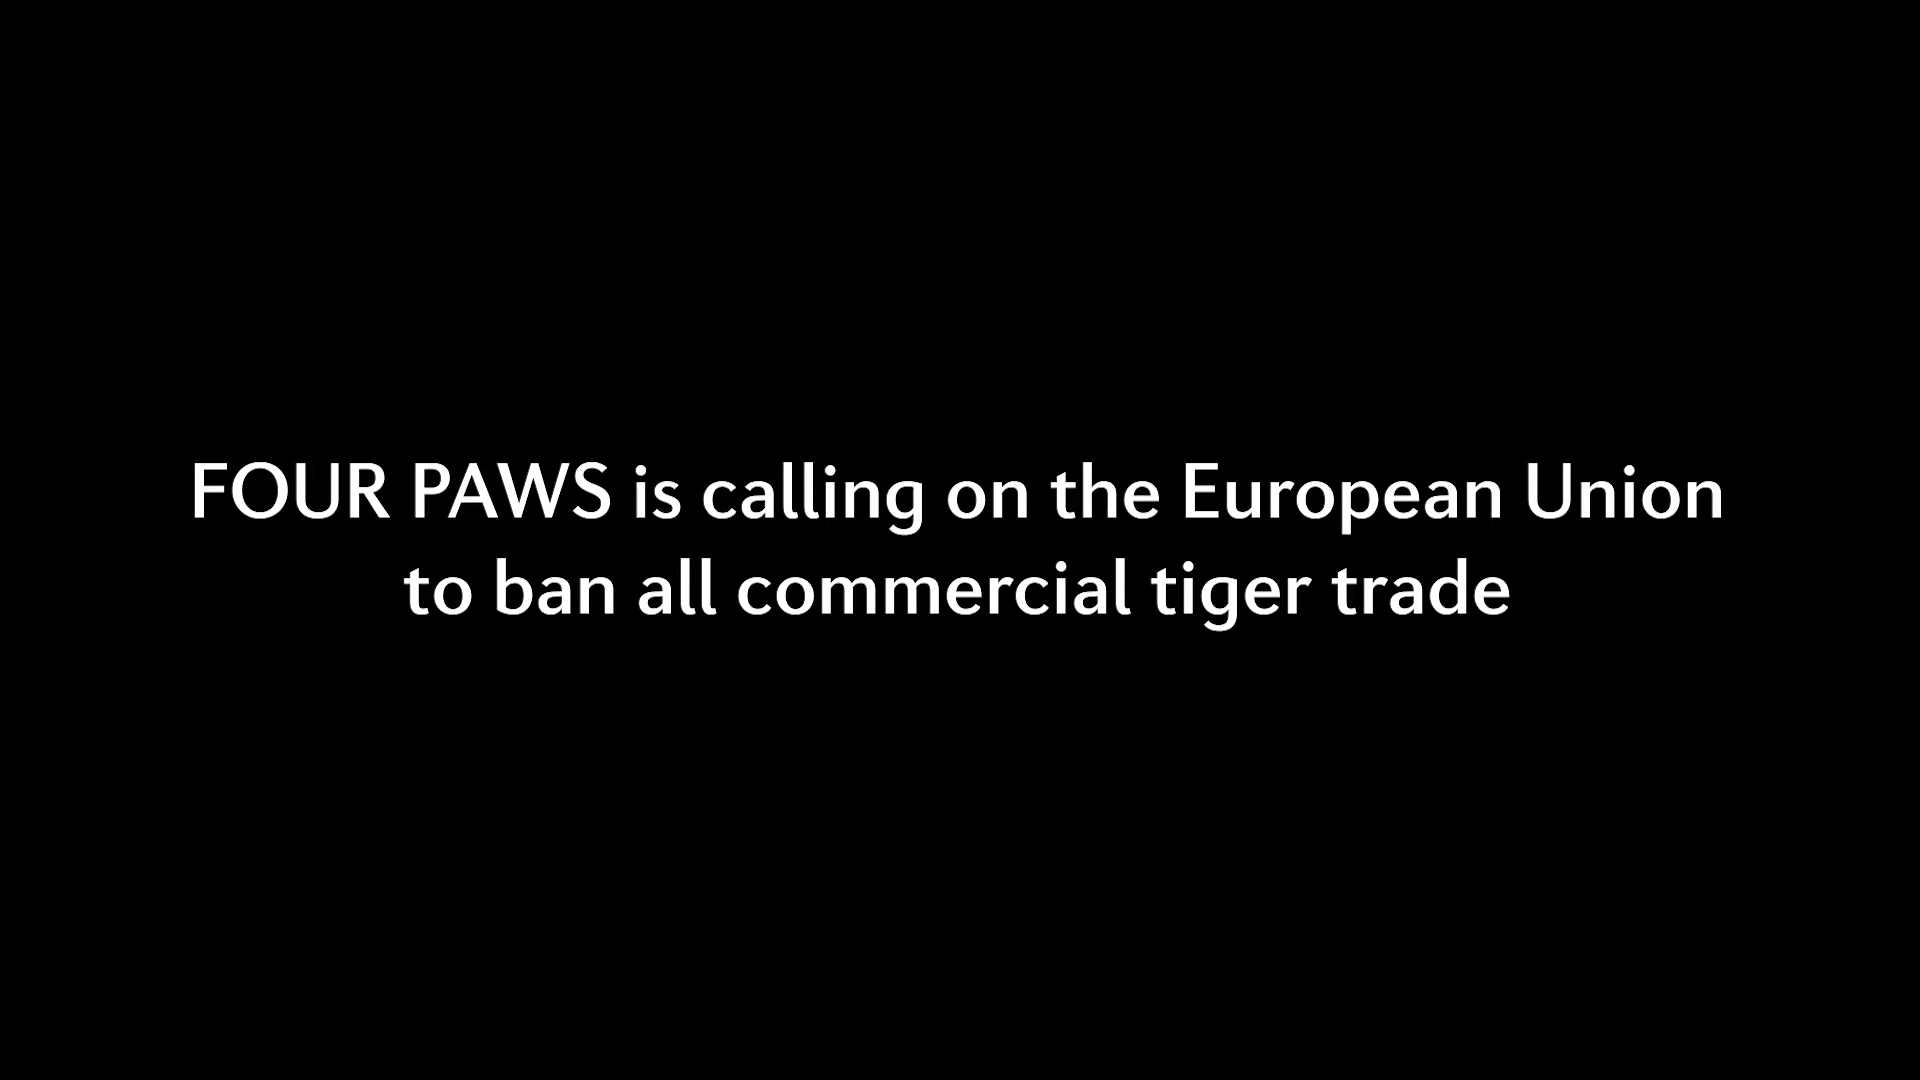 FOUR PAWS is calling on the European Union
to ban all commercial tiger trade